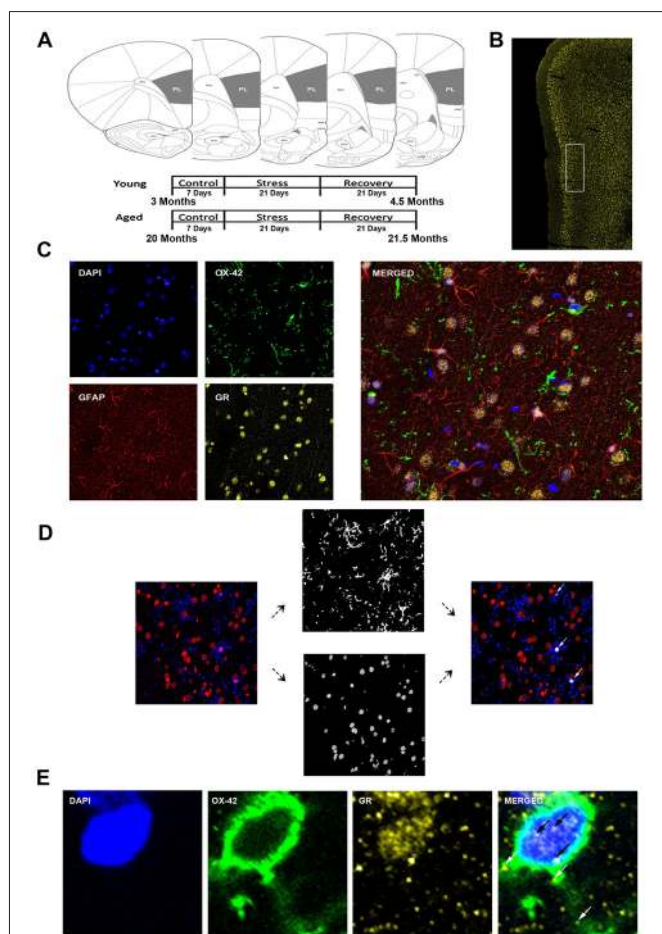 A
B
PL
PL
PL
PL
PL
Young
Control
Stress
Recovery
7 Days
21 Days
21 Days
3 Months
4.5 Months
Aged
Control
Stress
Recovery
7 Days
21 Days
21 Days
20 Months
21.5 Months
C
DAPI
OX-42
MERGED
GFAP
GR
D
E
DAPI
OX-42
GR
MERGED